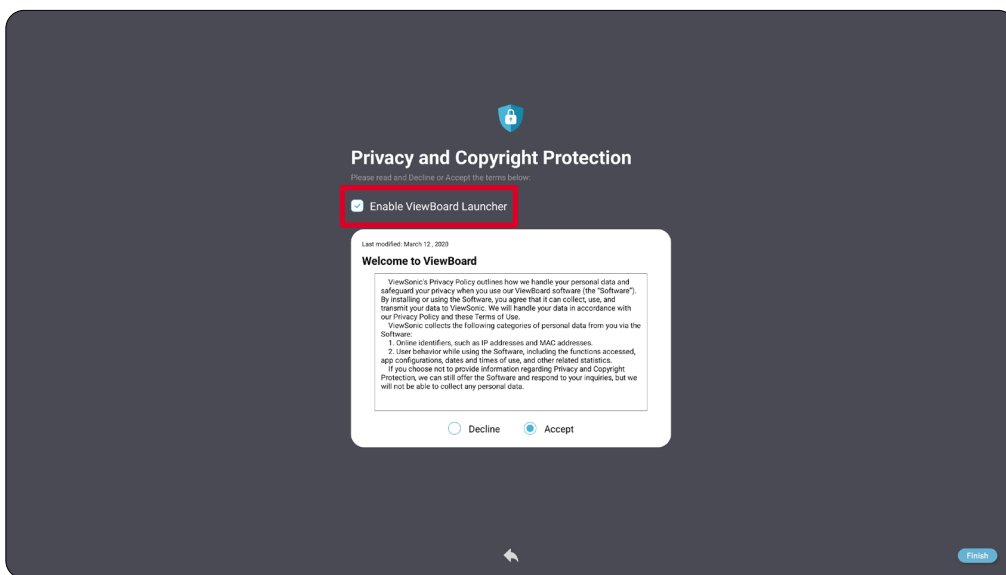 Privacy and Copyright Protection
Please read and Decline or Accept the terms below:
Enable ViewBoard Launcher
Last modified: March 12 , 2020
Welcome to ViewBoard
ViewSonic's Privacy Policy outlines how we handle your personal data and
safeguard your privacy when you use our ViewBoard software (the "Software").
By installing or using the Software, you agree that it can collect, use, and
transmit your data to ViewSonic. We will handle your data in accordance with
our Privacy Policy and these Terms of Use.
ViewSonic collects the following categories of personal data from you via the
Software:
1. Online identifiers, such as IP addresses and MAC addresses.
2. User behavior while using the Software, including the functions accessed,
app configurations, dates and times of use, and other related statistics.
If you choose not to provide information regarding Privacy and Copyright
Protection, we can still offer the Software and respond to your inquiries, but we
will not be able to collect any personal data.
Decline Accept
Finish